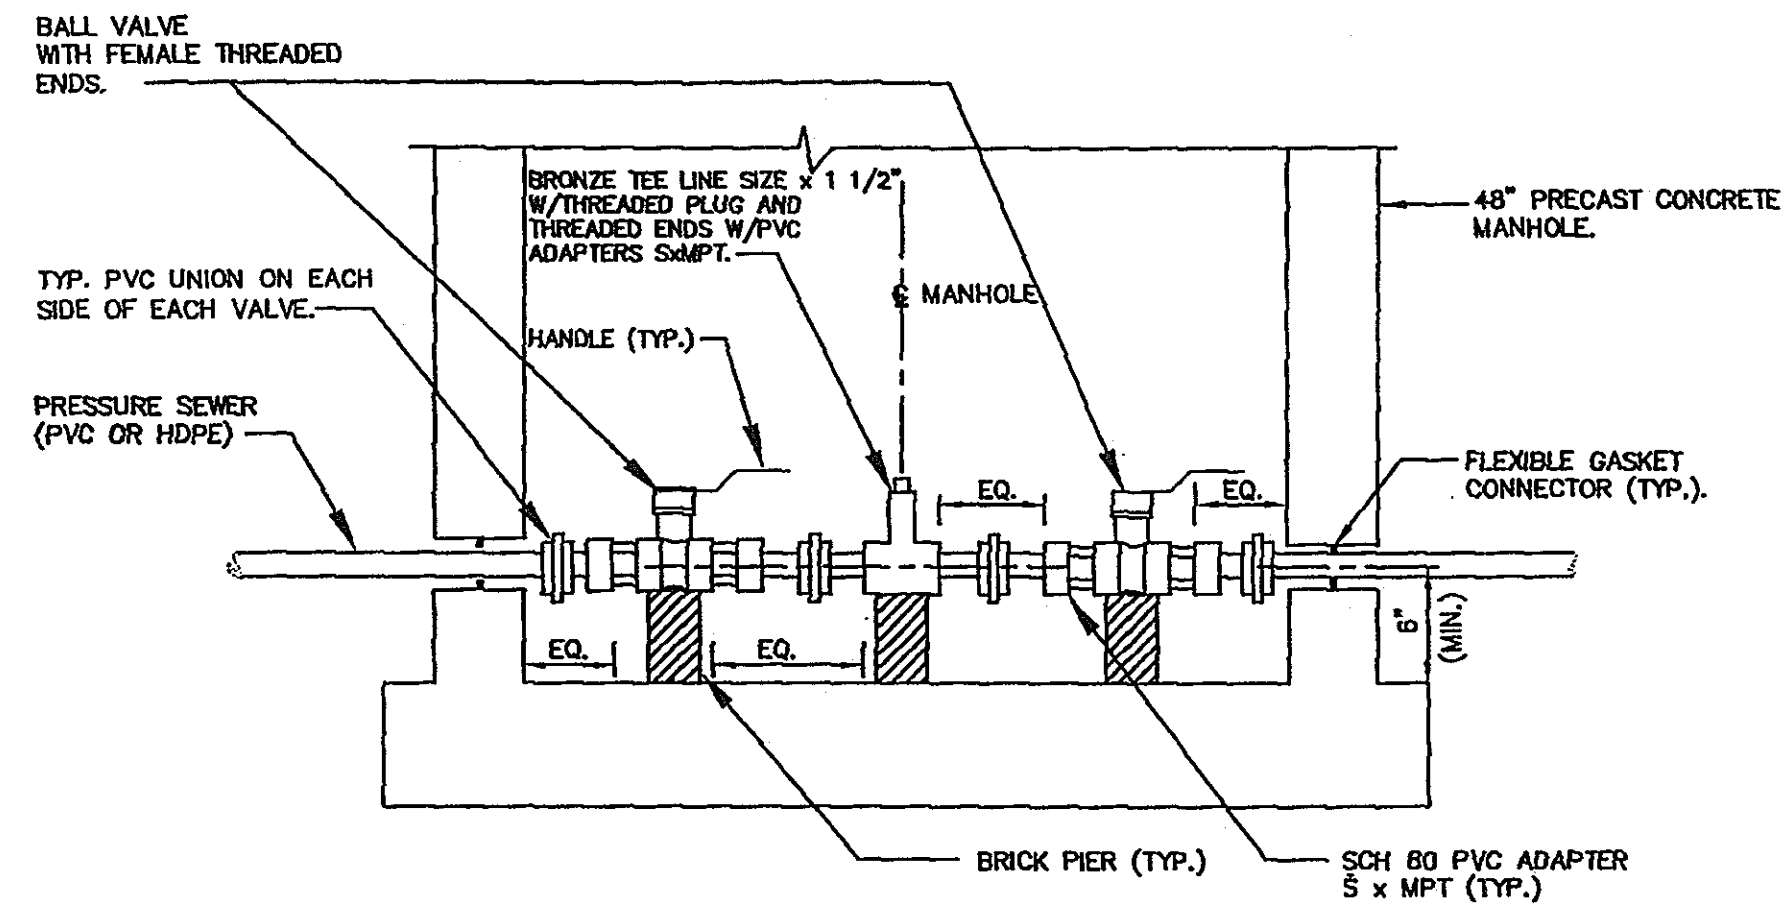 BALL VALVE
WITH FEMALE THREADED
ENDS.
BRONZE TEE LINE SIZE x 1 1/2"
W/THREADED PLUG AND
THREADED ENDS W/PVC
ADAPTERS SxMPT.
48" PRECAST CONCRETE
MANHOLE.
TYP. PVC UNION ON EACH
SIDE OF EACH VALVE.
℄ MANHOLE
HANDLE (TYP.)
PRESSURE SEWER
(PVC OR HDPE)
FLEXIBLE GASKET
CONNECTOR (TYP.).
EQ.
EQ.
EQ.
EQ.
6"
(MIN.)
BRICK PIER (TYP.)
SCH 80 PVC ADAPTER
S x MPT (TYP.)